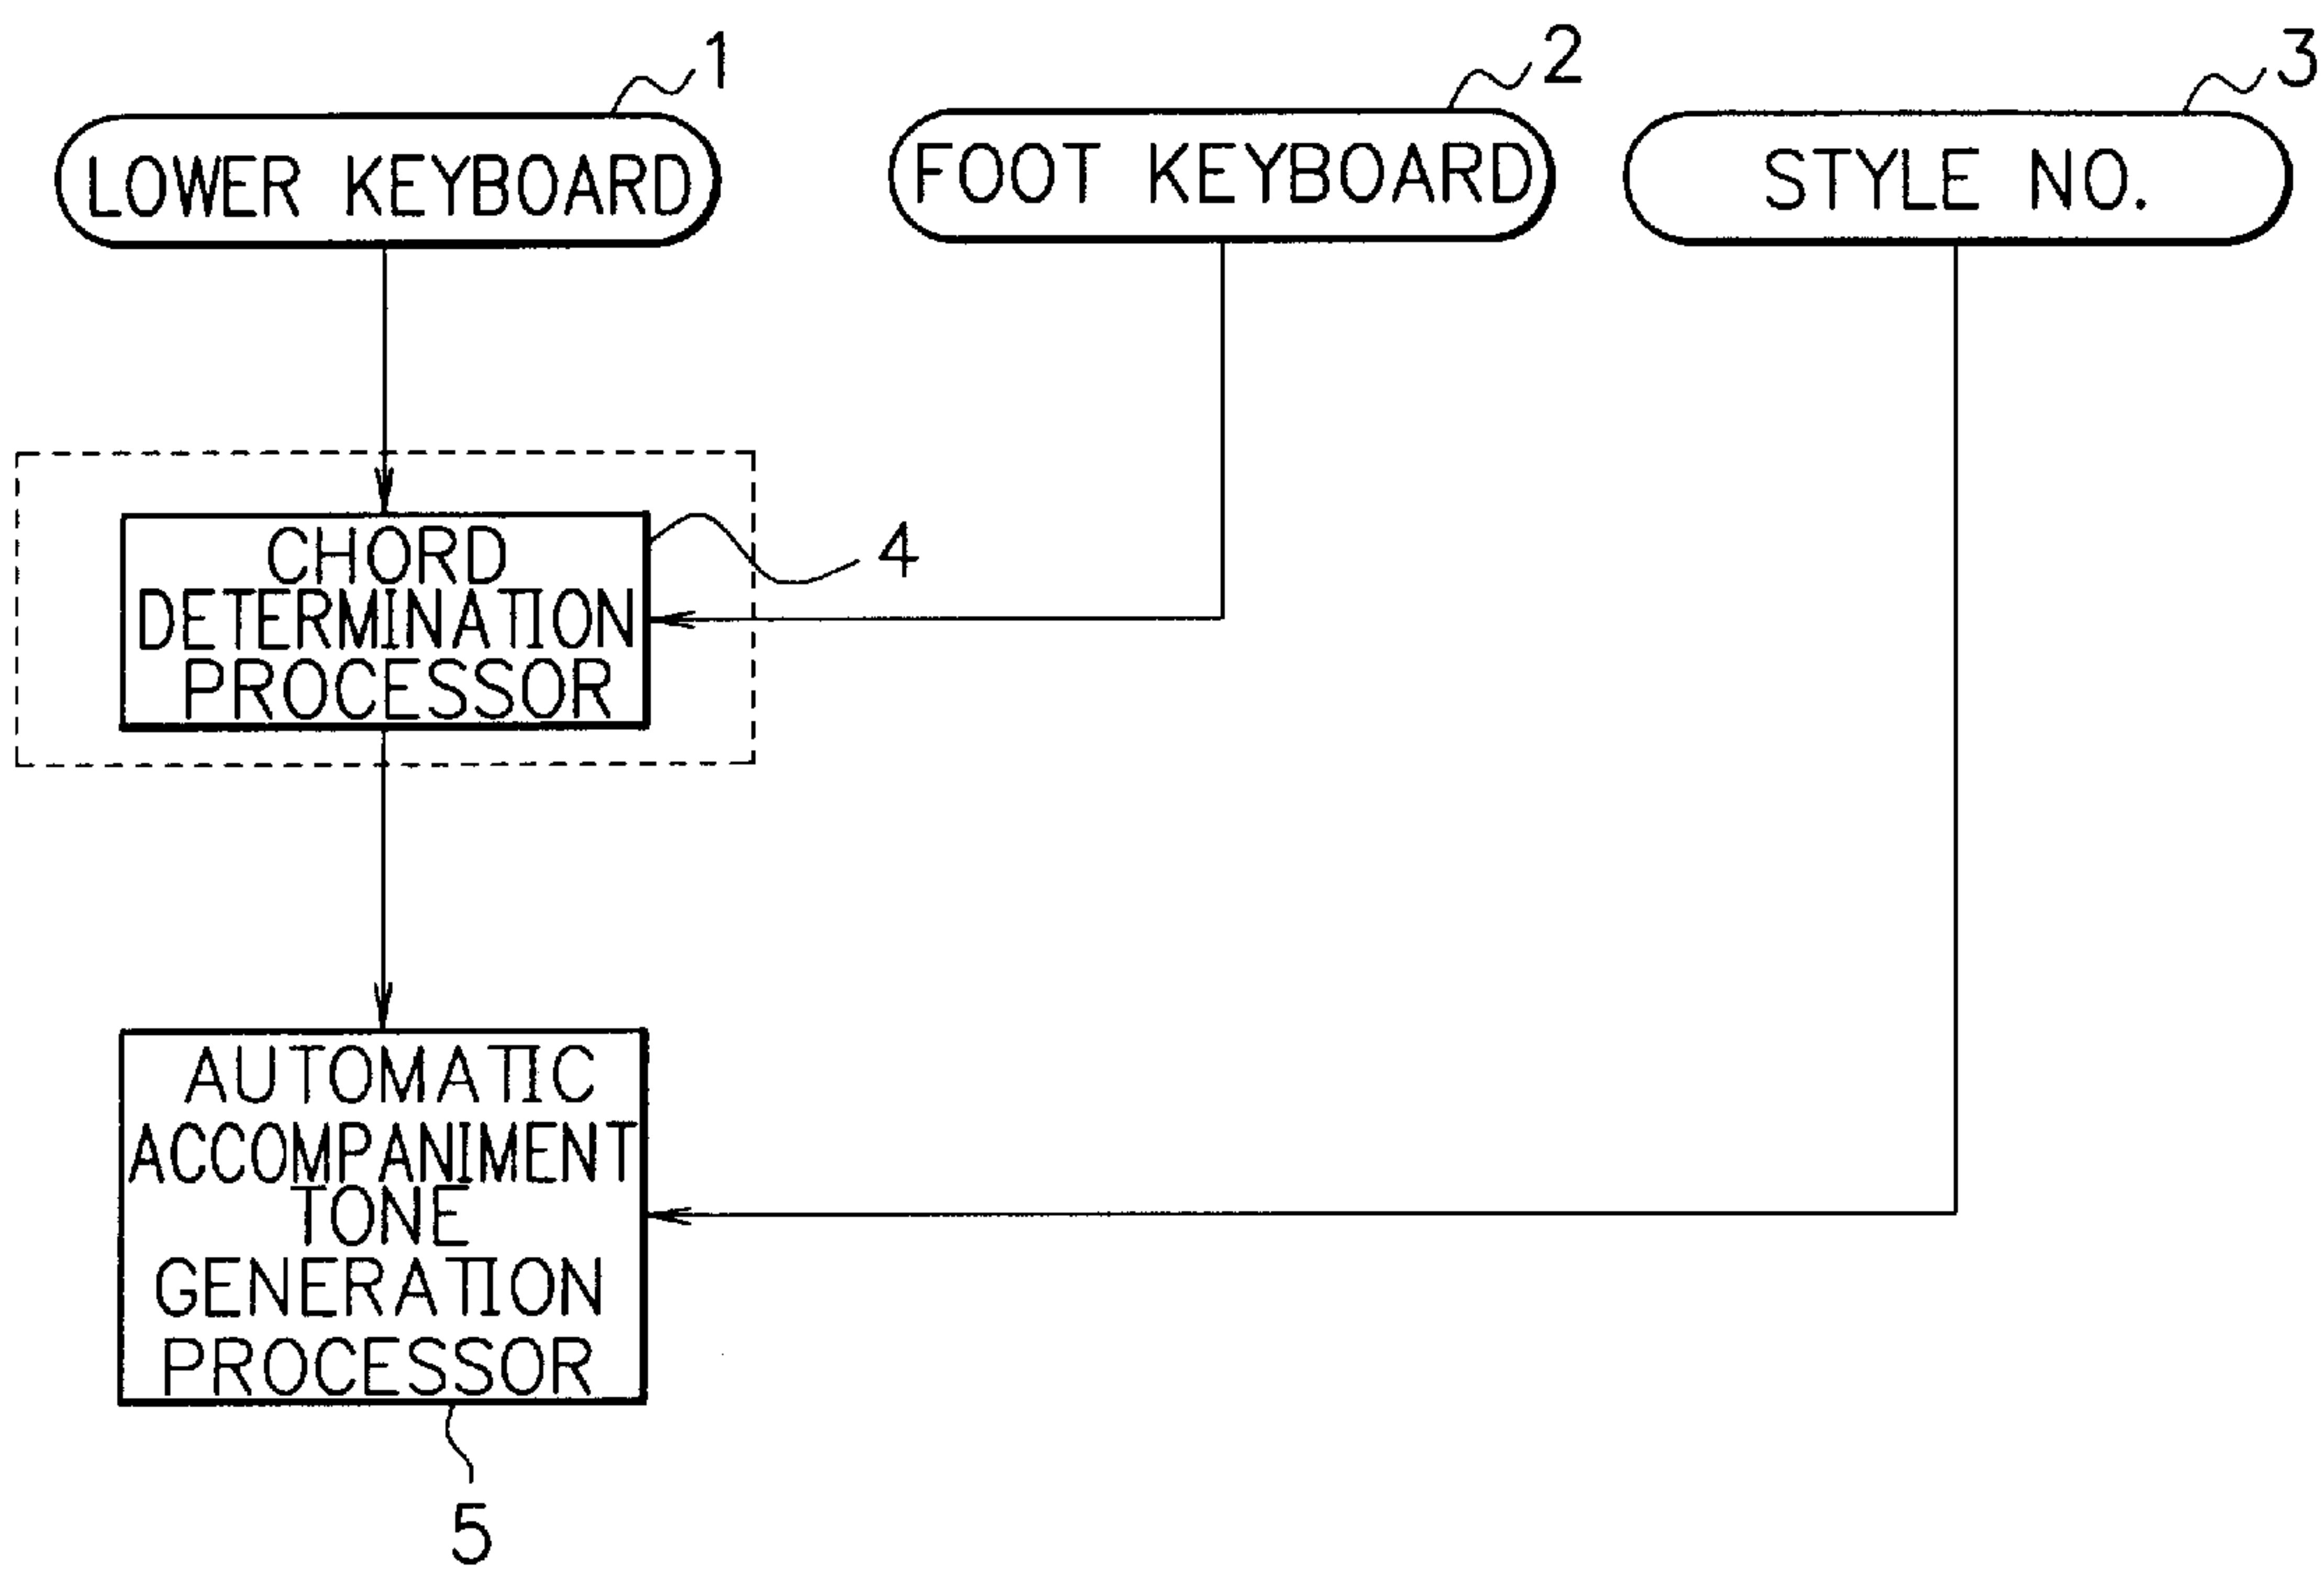 1
2
3
LOWER KEYBOARD
FOOT KEYBOARD
STYLE NO.
CHORD
DETERMINATION
PROCESSOR
4
AUTOMATIC
ACCOMPANIMENT
TONE
GENERATION
PROCESSOR
5